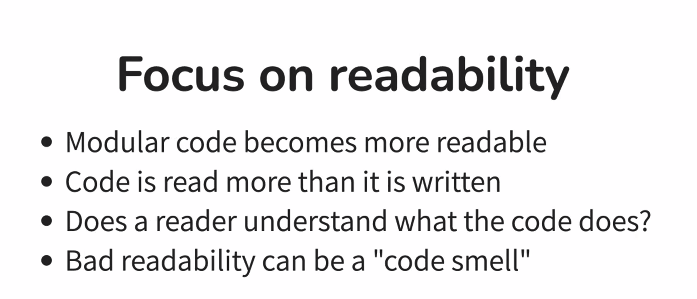 Focus on readability
• Modular code becomes more readable
• Code is read more than it is written
• Does a reader understand what the code does?
• Bad readability can be a "code smell"